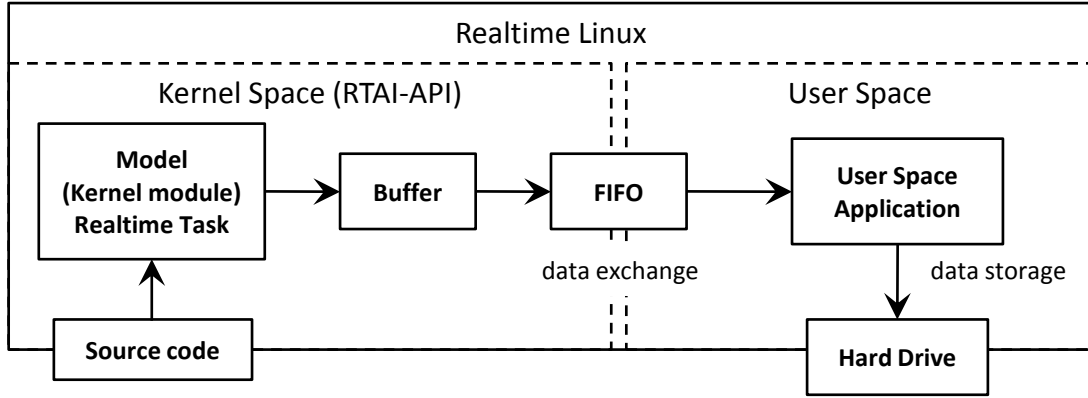 Realtime Linux
Kernel Space (RTAI-API)
User Space
Model
(Kernel module)
Realtime Task
Buffer
FIFO
User Space
Application
data exchange
data storage
Source code
Hard Drive